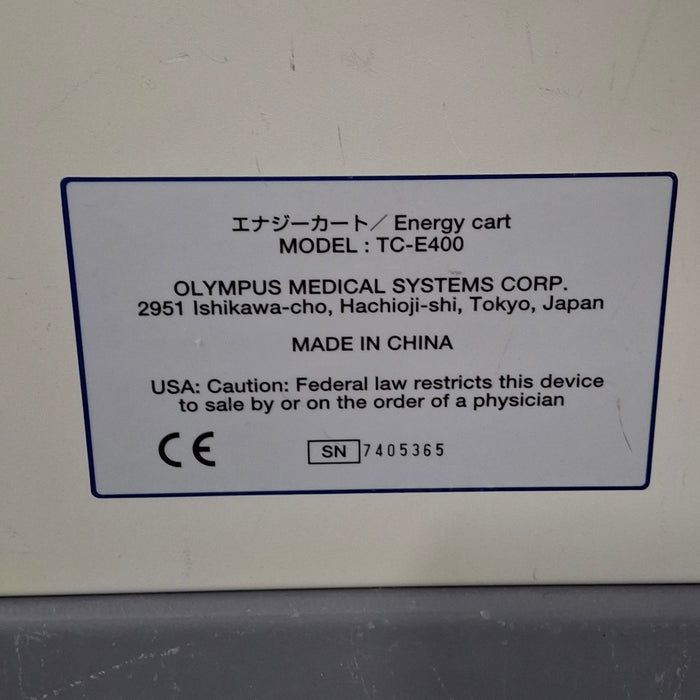 エナジーカート／ Energy cart
MODEL : TC-E400
OLYMPUS MEDICAL SYSTEMS CORP.
2951 Ishikawa-cho, Hachioji-shi, Tokyo, Japan
MADE IN CHINA
USA: Caution: Federal law restricts this device
to sale by or on the order of a physician
CE SN 7405365